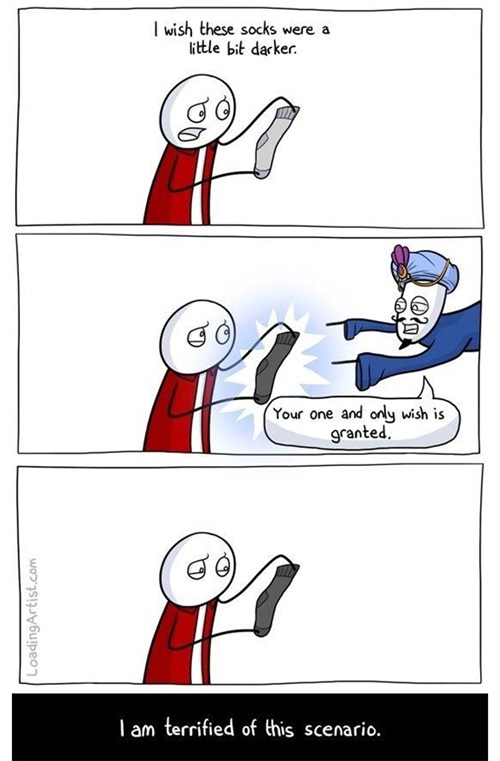 I wish these socks were a
little bit darker.
Your one and only wish is
granted.
LoadingArtist.com
I am terrified of this scenario.